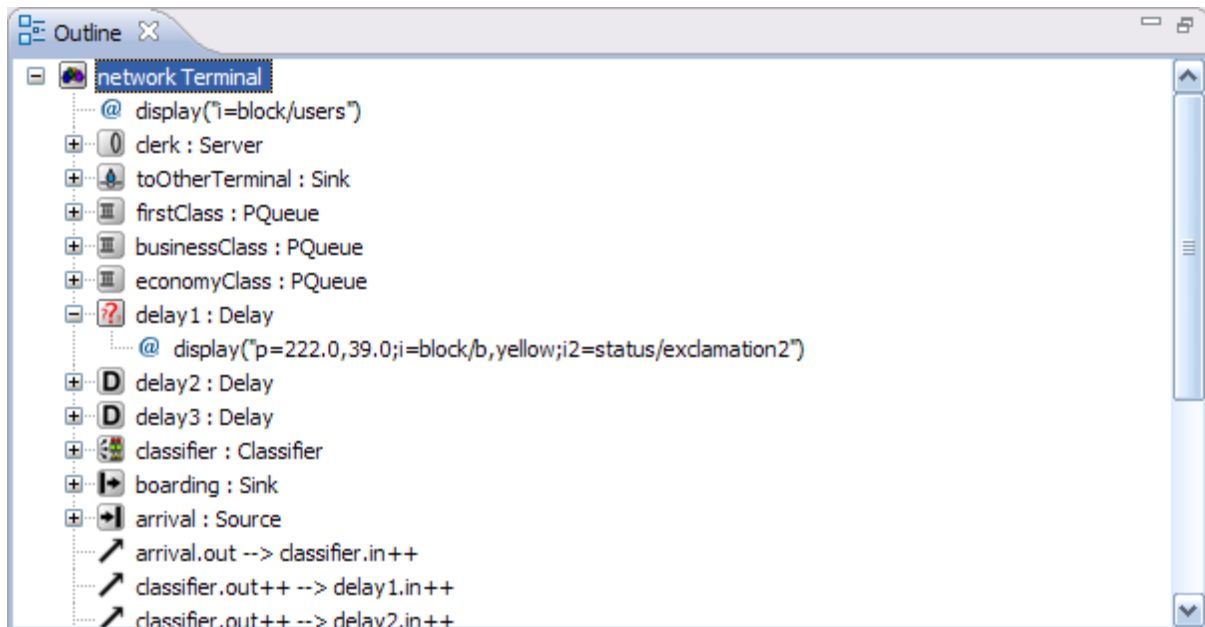 Outline
network Terminal
@ display("i=block/users")
clerk : Server
toOtherTerminal : Sink
firstClass : PQueue
businessClass : PQueue
economyClass : PQueue
delay1 : Delay
@ display("p=222.0,39.0;i=block/b,yellow;i2=status/exclamation2")
D delay2 : Delay
D delay3 : Delay
classifier : Classifier
boarding : Sink
arrival : Source
arrival.out --> classifier.in++
classifier.out++ --> delay1.in++
classifier.out++ --> delay2.in++